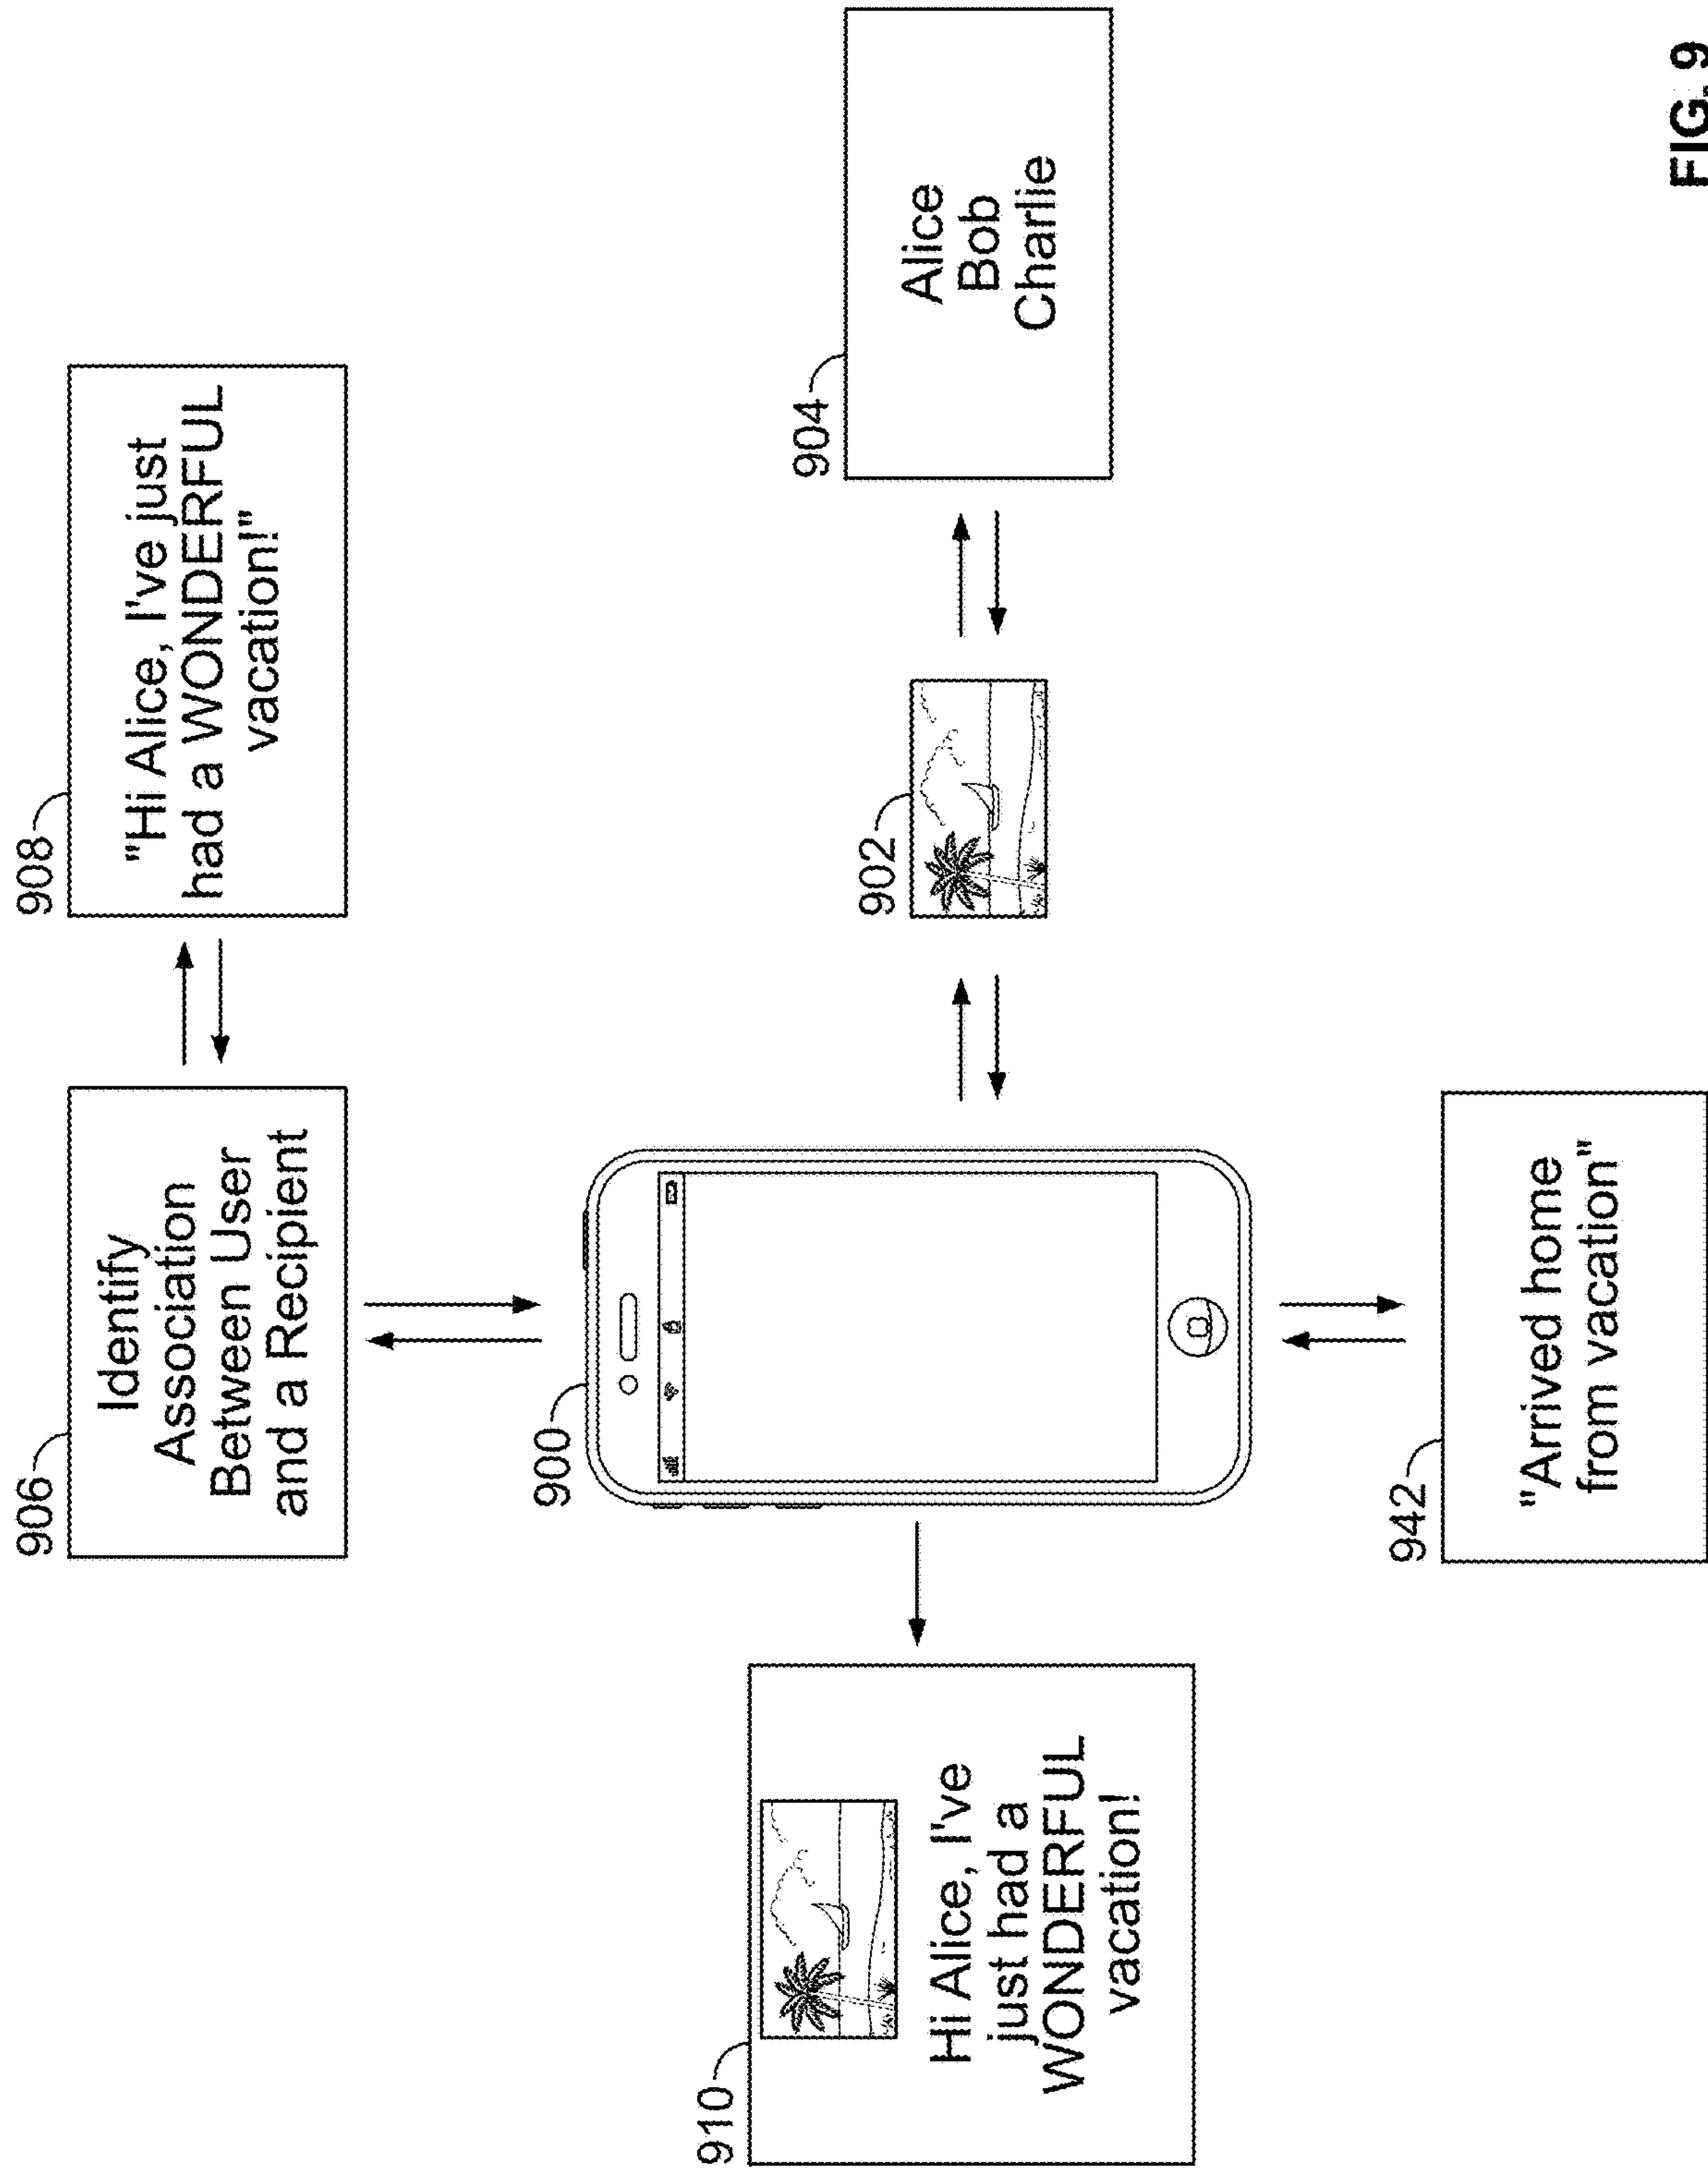 906
Identify
Association
Between User
and a Recipient
908
"Hi Alice, I've just
had a WONDERFUL
vacation!"
910
Hi Alice, I've
just had a
WONDERFUL
vacation!
900
902
904
Alice
Bob
Charlie
942
"Arrived home
from vacation"
FIG. 9